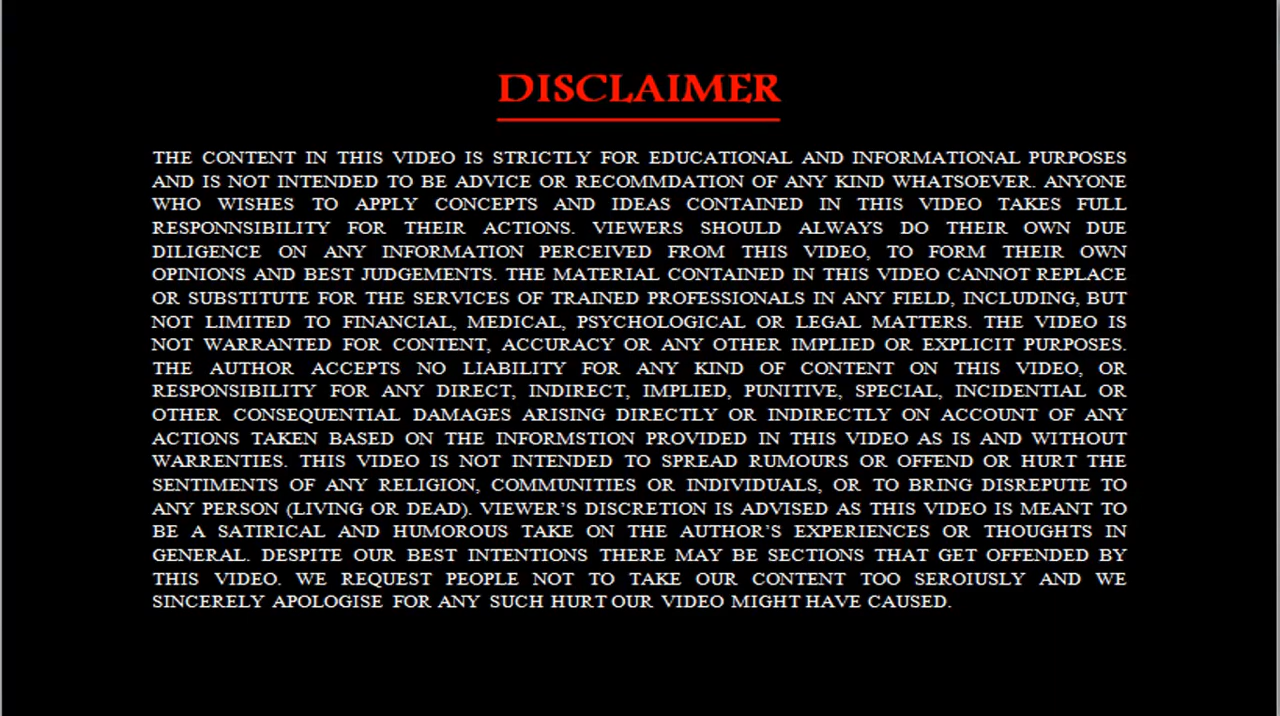 DISCLAIMER
THE CONTENT IN THIS VIDEO IS STRICTLY FOR EDUCATIONAL AND INFORMATIONAL PURPOSES
AND IS NOT INTENDED TO BE ADVICE OR RECOMMDATION OF ANY KIND WHATSOEVER. ANYONE
WHO WISHES TO APPLY CONCEPTS AND IDEAS CONTAINED IN THIS VIDEO TAKES FULL
RESPONNSIBILITY FOR THEIR ACTIONS. VIEWERS SHOULD ALWAYS DO THEIR OWN DUE
DILIGENCE ON ANY INFORMATION PERCEIVED FROM THIS VIDEO, TO FORM THEIR OWN
OPINIONS AND BEST JUDGEMENTS. THE MATERIAL CONTAINED IN THIS VIDEO CANNOT REPLACE
OR SUBSTITUTE FOR THE SERVICES OF TRAINED PROFESSIONALS IN ANY FIELD, INCLUDING, BUT
NOT LIMITED TO FINANCIAL, MEDICAL, PSYCHOLOGICAL OR LEGAL MATTERS. THE VIDEO IS
NOT WARRANTED FOR CONTENT, ACCURACY OR ANY OTHER IMPLIED OR EXPLICIT PURPOSES.
THE AUTHOR ACCEPTS NO LIABILITY FOR ANY KIND OF CONTENT ON THIS VIDEO, OR
RESPONSIBILITY FOR ANY DIRECT, INDIRECT, IMPLIED, PUNITIVE, SPECIAL, INCIDENTIAL OR
OTHER CONSEQUENTIAL DAMAGES ARISING DIRECTLY OR INDIRECTLY ON ACCOUNT OF ANY
ACTIONS TAKEN BASED ON THE INFORMSTION PROVIDED IN THIS VIDEO AS IS AND WITHOUT
WARRENTIES. THIS VIDEO IS NOT INTENDED TO SPREAD RUMOURS OR OFFEND OR HURT THE
SENTIMENTS OF ANY RELIGION, COMMUNITIES OR INDIVIDUALS, OR TO BRING DISREPUTE TO
ANY PERSON (LIVING OR DEAD). VIEWER'S DISCRETION IS ADVISED AS THIS VIDEO IS MEANT TO
BE A SATIRICAL AND HUMOROUS TAKE ON THE AUTHOR'S EXPERIENCES OR THOUGHTS IN
GENERAL. DESPITE OUR BEST INTENTIONS THERE MAY BE SECTIONS THAT GET OFFENDED BY
THIS VIDEO. WE REQUEST PEOPLE NOT TO TAKE OUR CONTENT TOO SEROIUSLY AND WE
SINCERELY APOLOGISE FOR ANY SUCH HURT OUR VIDEO MIGHT HAVE CAUSED.